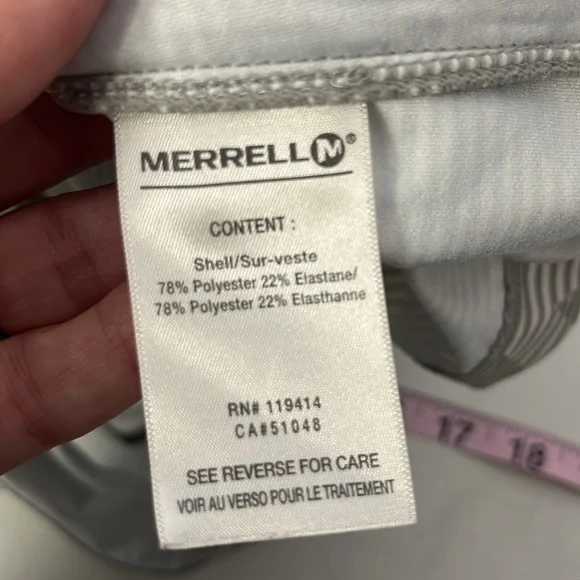 MERRELL M®
CONTENT :
Shell/Sur-veste
78% Polyester 22% Elastane/
78% Polyester 22% Elasthanne
RN# 119414
CA#51048
SEE REVERSE FOR CARE
VOIR AU VERSO POUR LE TRAITEMENT
17 18